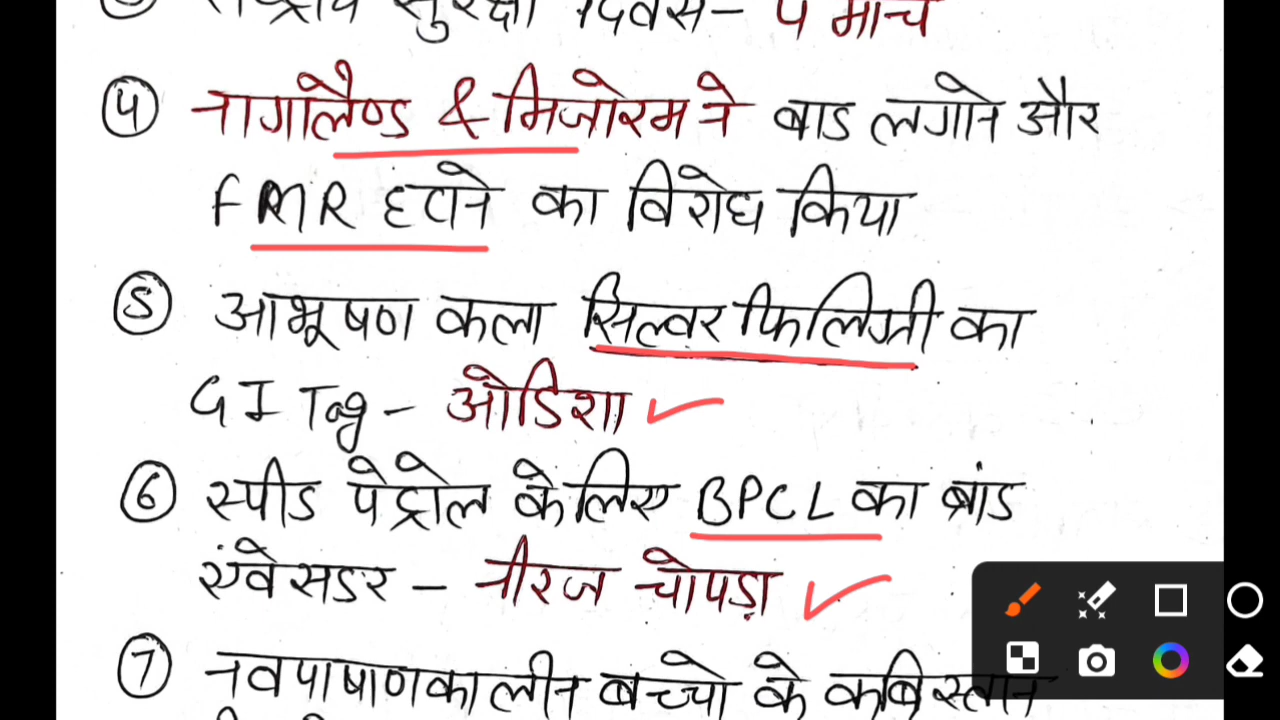 राष्ट्रीय सुरक्षा दिवस - 4 मार्च
④ नागालैण्ड & मिजोरम ने बाड लगाने और
FMR हटाने का विरोध किया
⑤ आभूषण कला सिल्वर फिलिग्री का
GI Tag - ओडिशा ✓
⑥ स्पीड पेट्रोल के लिए BPCL का ब्रांड
एंबेसडर - नीरज चोपड़ा ✓
⑦ नवपाषाणकालीन बच्चो के कब्रिस्तान